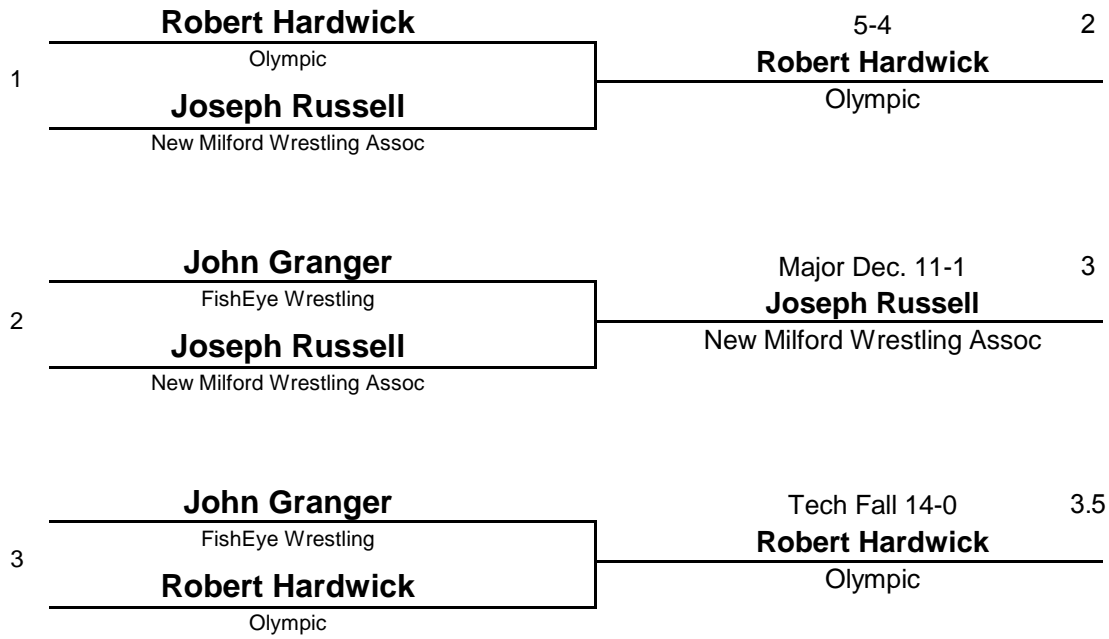 Robert Hardwick
Olympic
1
Joseph Russell
New Milford Wrestling Assoc
5-4 2
Robert Hardwick
Olympic
John Granger
FishEye Wrestling
2
Joseph Russell
New Milford Wrestling Assoc
Major Dec. 11-1 3
Joseph Russell
New Milford Wrestling Assoc
John Granger
FishEye Wrestling
3
Robert Hardwick
Olympic
Tech Fall 14-0 3.5
Robert Hardwick
Olympic